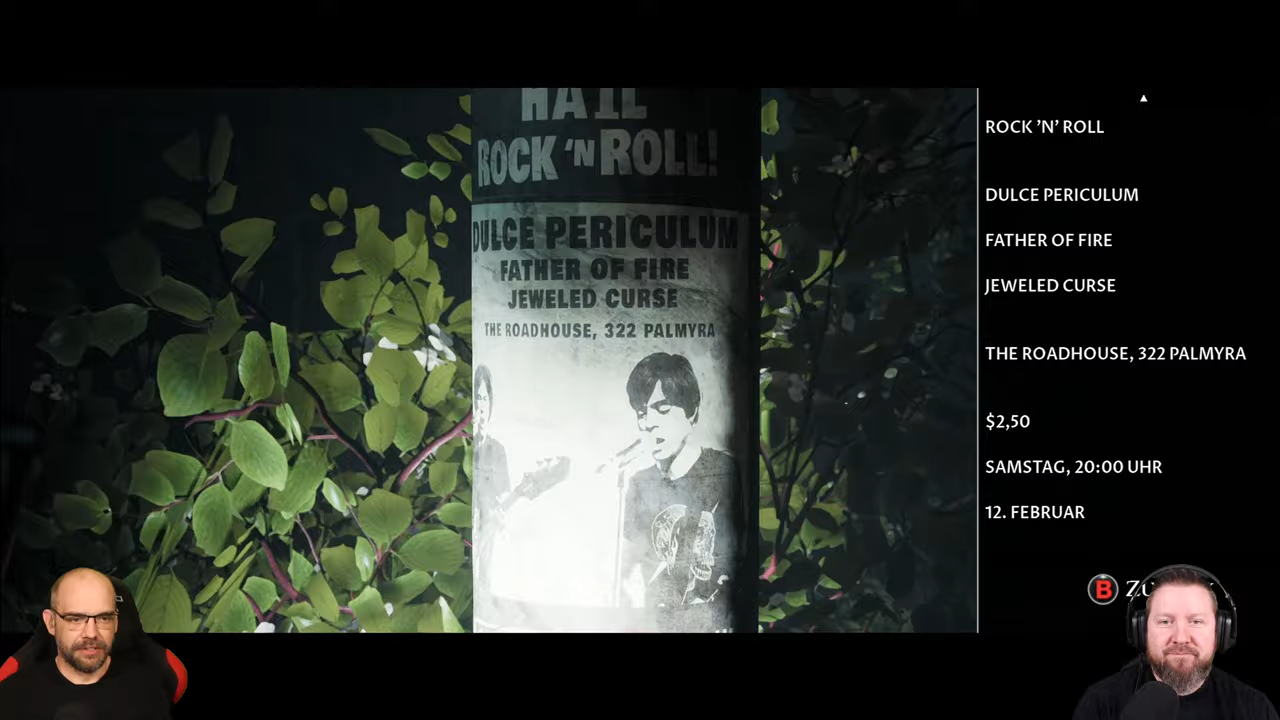 HAIL
ROCK 'N ROLL!
DULCE PERICULUM
FATHER OF FIRE
JEWELED CURSE
THE ROADHOUSE, 322 PALMYRA
ROCK 'N' ROLL
DULCE PERICULUM
FATHER OF FIRE
JEWELED CURSE
THE ROADHOUSE, 322 PALMYRA
$2,50
SAMSTAG, 20:00 UHR
12. FEBRUAR
B